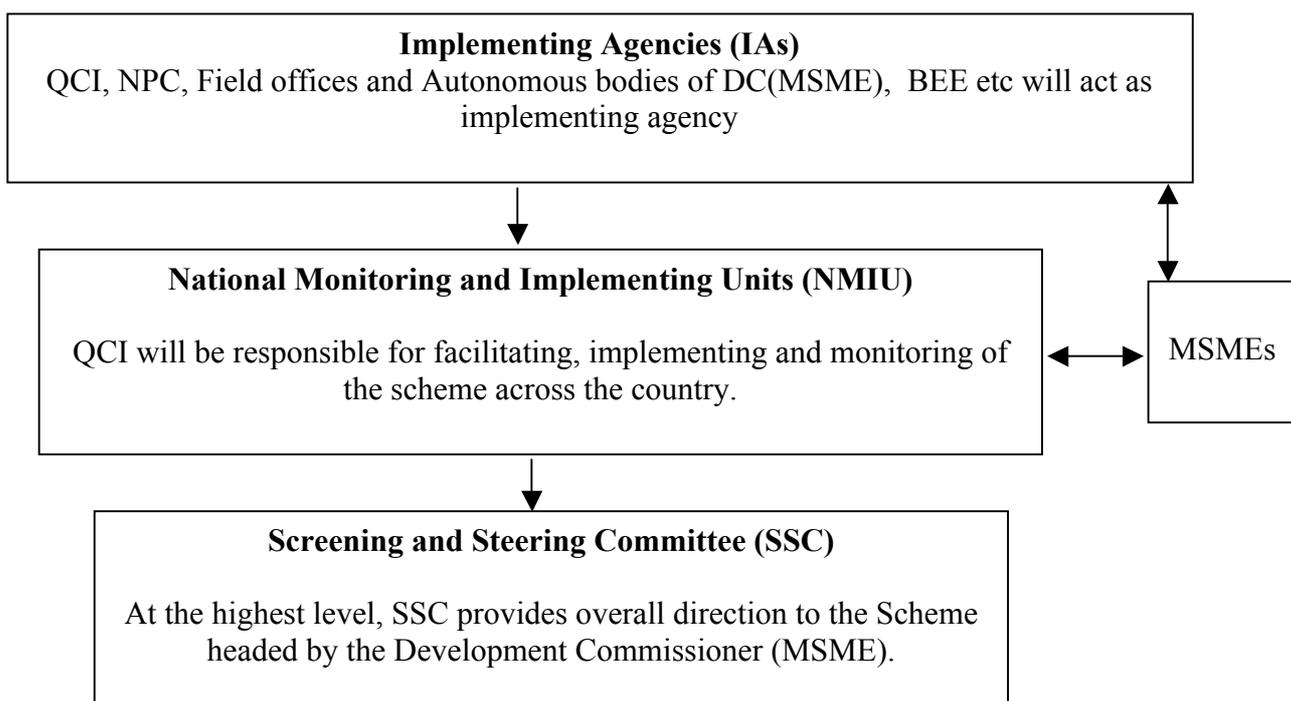 Implementing Agencies (IAs)
QCI, NPC, Field offices and Autonomous bodies of DC(MSME), BEE etc will act as
implementing agency
National Monitoring and Implementing Units (NMIU)
QCI will be responsible for facilitating, implementing and monitoring of
the scheme across the country.
MSMEs
Screening and Steering Committee (SSC)
At the highest level, SSC provides overall direction to the Scheme
headed by the Development Commissioner (MSME).